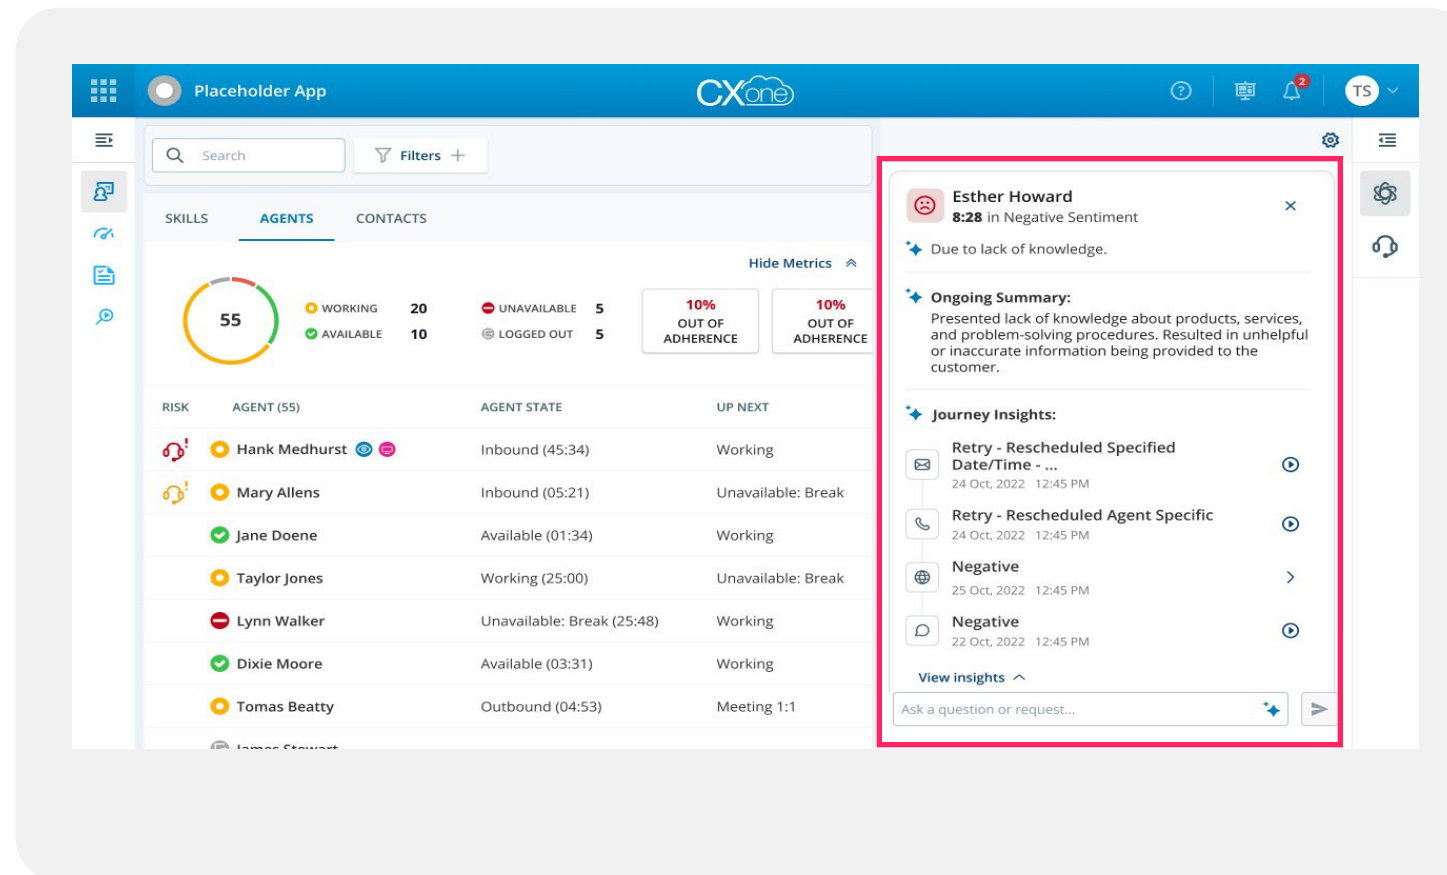 Placeholder App
CXone
2
TS
Search
Filters
SKILLS AGENTS CONTACTS
Hide Metrics
55
WORKING 20
AVAILABLE 10
UNAVAILABLE 5
LOGGED OUT 5
10%
OUT OF
ADHERENCE
10%
OUT OF
ADHERENCE
RISK AGENT (55) AGENT STATE UP NEXT
Hank Medhurst Inbound (45:34) Working
Mary Allens Inbound (05:21) Unavailable: Break
Jane Doene Available (01:34) Working
Taylor Jones Working (25:00) Unavailable: Break
Lynn Walker Unavailable: Break (25:48) Working
Dixie Moore Available (03:31) Working
Tomas Beatty Outbound (04:53) Meeting 1:1
James Stewart
Esther Howard
8:28 in Negative Sentiment
Due to lack of knowledge.
Ongoing Summary:
Presented lack of knowledge about products, services,
and problem-solving procedures. Resulted in unhelpful
or inaccurate information being provided to the
customer.
Journey Insights:
Retry - Rescheduled Specified
Date/Time - ...
24 Oct, 2022 12:45 PM
Retry - Rescheduled Agent Specific
24 Oct, 2022 12:45 PM
Negative
25 Oct, 2022 12:45 PM
Negative
22 Oct, 2022 12:45 PM
View insights
Ask a question or request...